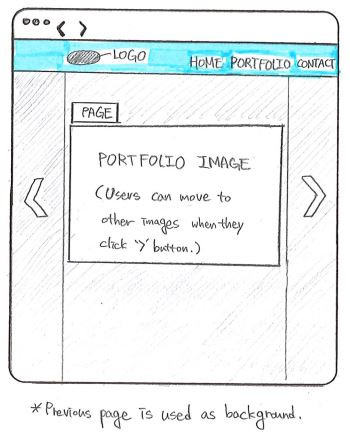 LOGO
HOME PORTFOLIO CONTACT
PAGE
PORTFOLIO IMAGE
(Users can move to
other images when they
click '>' button.)
*Previous page is used as background.